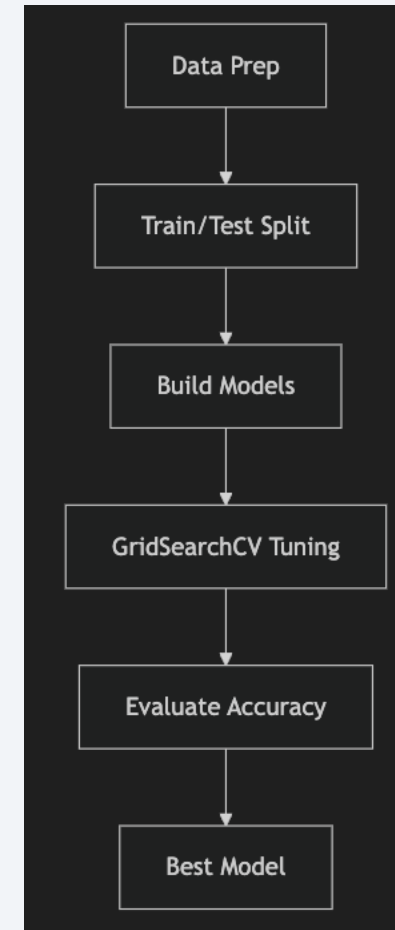 Data Prep
Train/Test Split
Build Models
GridSearchCV Tuning
Evaluate Accuracy
Best Model